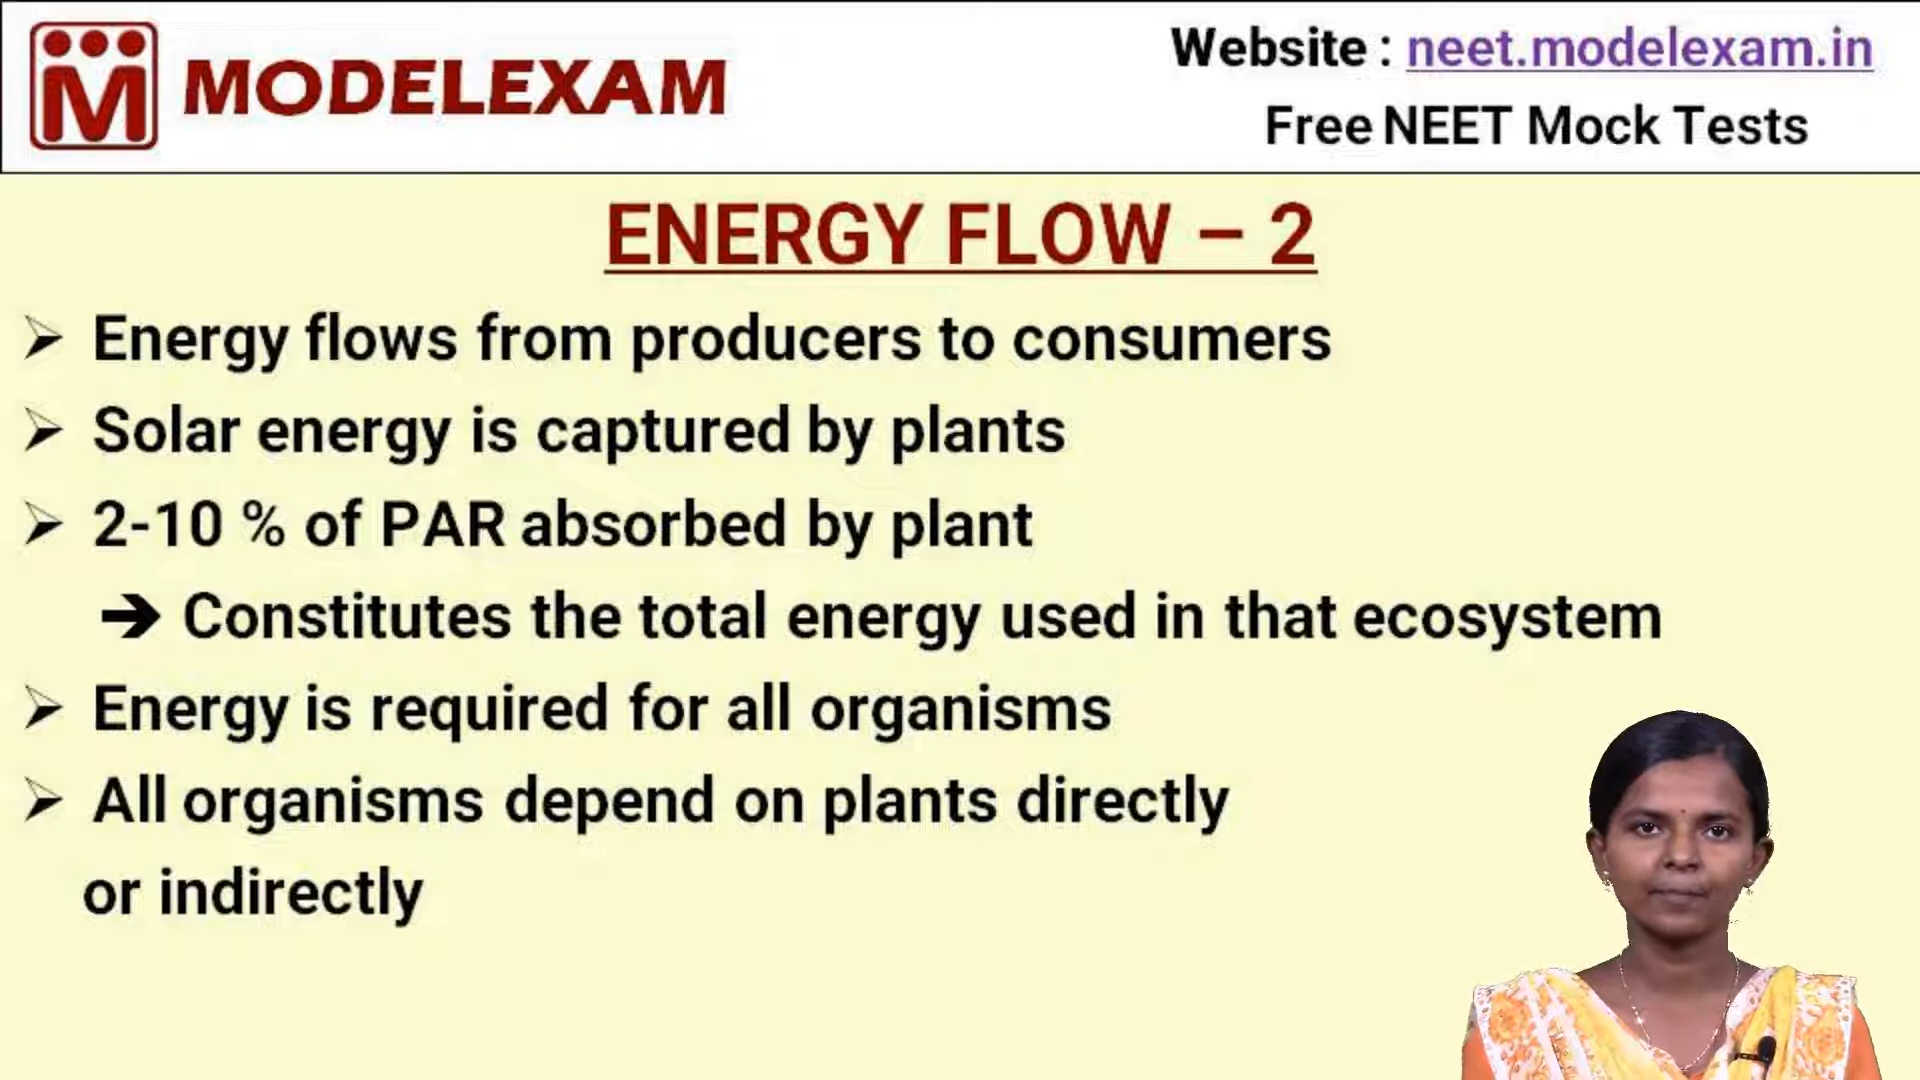 MODELEXAM
Website : neet.modelexam.in
Free NEET Mock Tests
ENERGY FLOW – 2
➢ Energy flows from producers to consumers
➢ Solar energy is captured by plants
➢ 2-10 % of PAR absorbed by plant
➔ Constitutes the total energy used in that ecosystem
➢ Energy is required for all organisms
➢ All organisms depend on plants directly
or indirectly